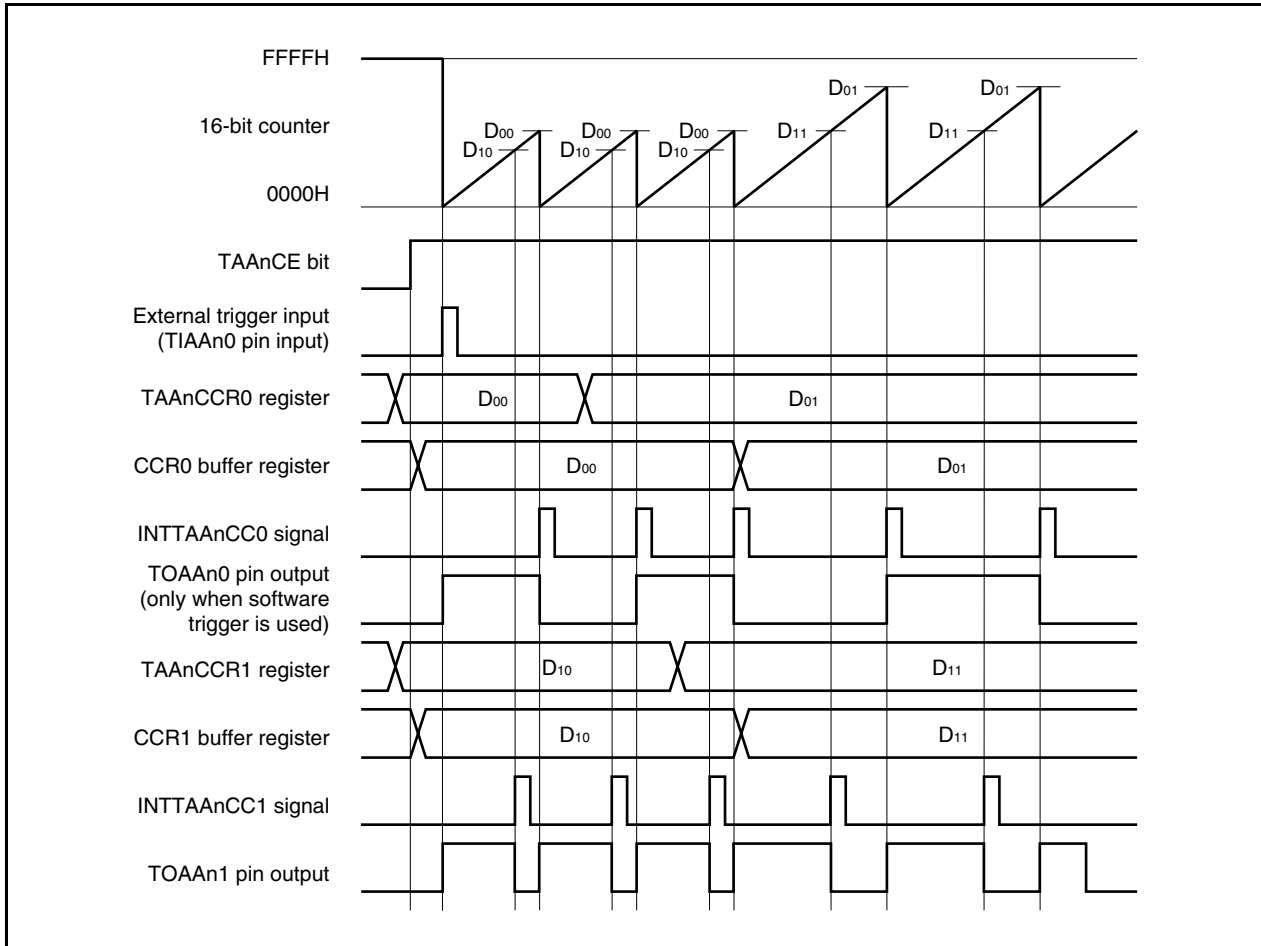 FFFFH
16-bit counter
0000H
D01 D01
D00 D00 D00 D11 D11
D10 D10 D10
TAAnCE bit
External trigger input
(TIAAn0 pin input)
TAAnCCR0 register D00 D01
CCR0 buffer register D00 D01
INTTAAnCC0 signal
TOAAn0 pin output
(only when software
trigger is used)
TAAnCCR1 register D10 D11
CCR1 buffer register D10 D11
INTTAAnCC1 signal
TOAAn1 pin output